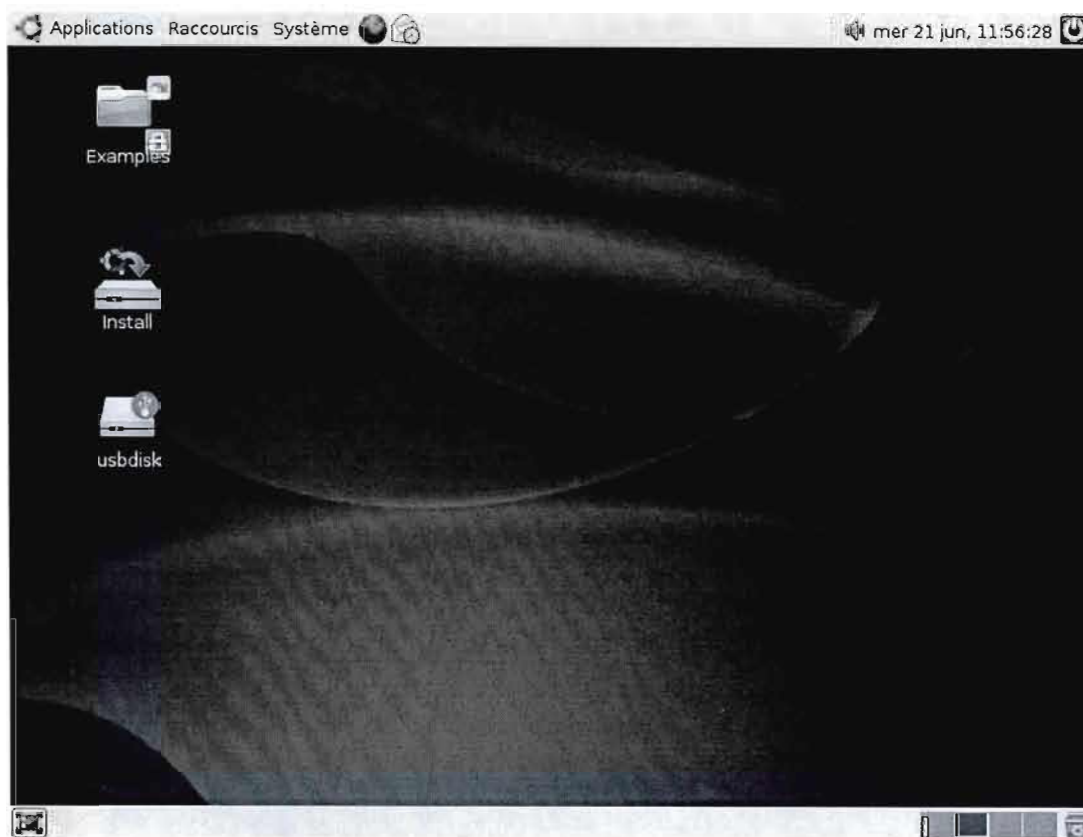 Applications Raccourcis Système mer 21 jun, 11:56:28
Examples
Install
usbdisk